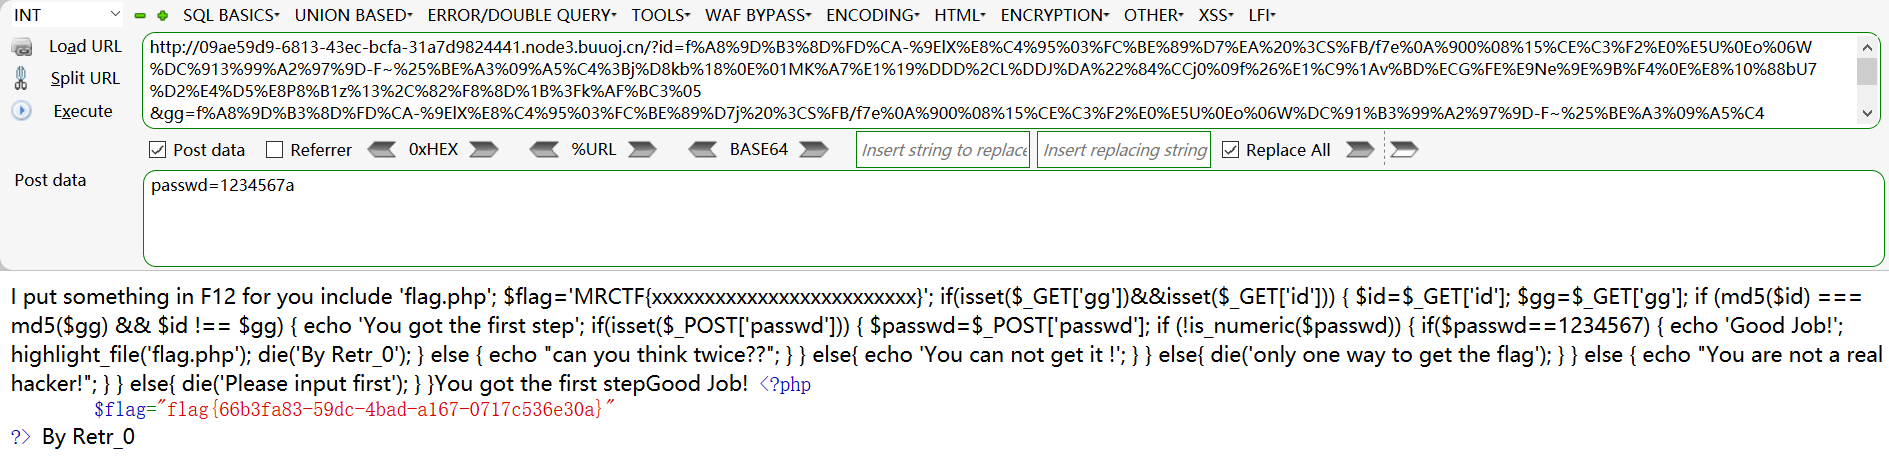 INT SQL BASICS UNION BASED ERROR/DOUBLE QUERY TOOLS WAF BYPASS ENCODING HTML ENCRYPTION OTHER XSS LFI
Load URL
Split URL
Execute
http://09ae59d9-6813-43ec-bcfa-31a7d9824441.node3.buuoj.cn/?id=f%A8%9D%B3%8D%FD%CA-%9ElX%E8%C4%95%03%FC%BE%89%D7%EA%20%3CS%FB/f7e%0A%900%08%15%CE%C3%F2%E0%E5U%0Eo%06W
%DC%913%99%A2%97%9D-F~%25%BE%A3%09%A5%C4%3Bj%D8kb%18%0E%01MK%A7%E1%19%DDD%2CL%DDJ%DA%22%84%CCj0%09f%26%E1%C9%1Av%BD%ECG%FE%E9Ne%9E%9B%F4%0E%E8%10%88bU7
%D2%E4%D5%E8P8%B1z%13%2C%82%F8%8D%1B%3Fk%AF%BC3%05
&gg=f%A8%9D%B3%8D%FD%CA-%9ElX%E8%C4%95%03%FC%BE%89%D7j%20%3CS%FB/f7e%0A%900%08%15%CE%C3%F2%E0%E5U%0Eo%06W%DC%91%B3%99%A2%97%9D-F~%25%BE%A3%09%A5%C4
Post data Referrer 0xHEX %URL BASE64 Insert string to replace Insert replacing string Replace All
Post data
passwd=1234567a
I put something in F12 for you include 'flag.php'; $flag='MRCTF{xxxxxxxxxxxxxxxxxxxxxxxxx}'; if(isset($_GET['gg'])&&isset($_GET['id'])) { $id=$_GET['id']; $gg=$_GET['gg']; if (md5($id) ===
md5($gg) && $id !== $gg) { echo 'You got the first step'; if(isset($_POST['passwd'])) { $passwd=$_POST['passwd']; if (!is_numeric($passwd)) { if($passwd==1234567) { echo 'Good Job!';
highlight_file('flag.php'); die('By Retr_0'); } else { echo "can you think twice??"; } } else{ echo 'You can not get it !'; } } else{ die('only one way to get the flag'); } } else { echo "You are not a real
hacker!"; } } else{ die('Please input first'); } }You got the first stepGood Job! <?php
$flag="flag{66b3fa83-59dc-4bad-a167-0717c536e30a}"
?> By Retr_0